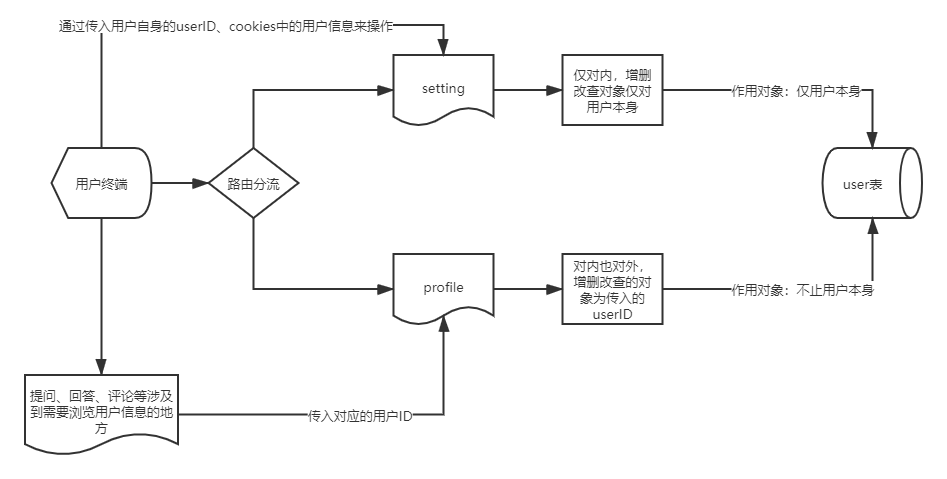 通过传入用户自身的userID、cookies中的用户信息来操作
setting
仅对内，增删
改查对象仅对
用户本身
作用对象：仅用户本身
用户终端
路由分流
user表
profile
对内也对外，
增删改查的对
象为传入的
userID
作用对象：不止用户本身
提问、回答、评论等涉及
到需要浏览用户信息的地
方
传入对应的用户ID